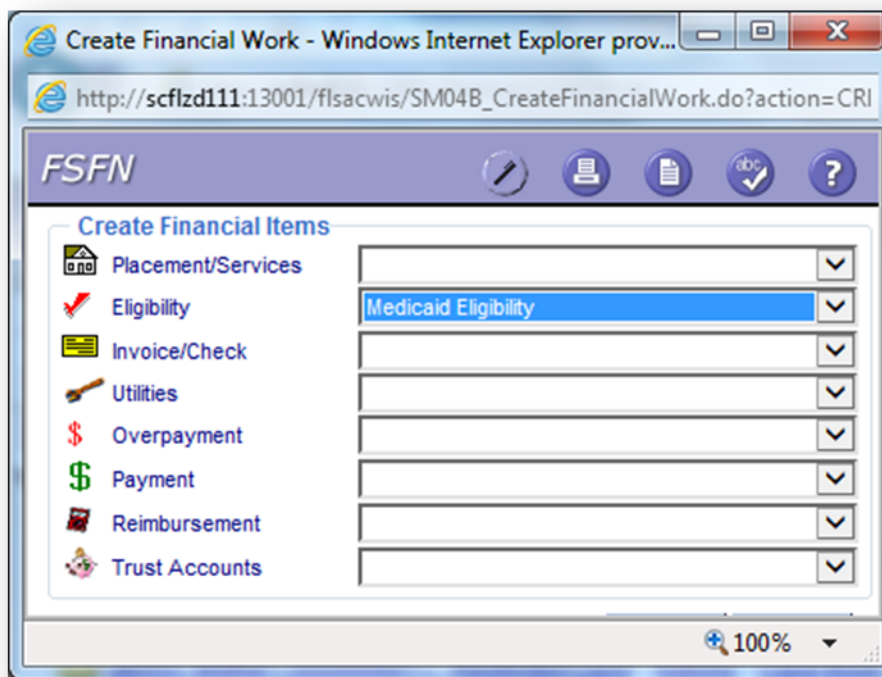 Create Financial Work - Windows Internet Explorer prov...
http://scflzd111:13001/flsacwis/SM04B_CreateFinancialWork.do?action=CRI
FSFN
abc
?
Create Financial Items
Placement/Services
Eligibility
Medicaid Eligibility
Invoice/Check
Utilities
$ Overpayment
$ Payment
Reimbursement
Trust Accounts
100%